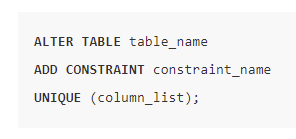 ALTER TABLE table_name
ADD CONSTRAINT constraint_name
UNIQUE (column_list);